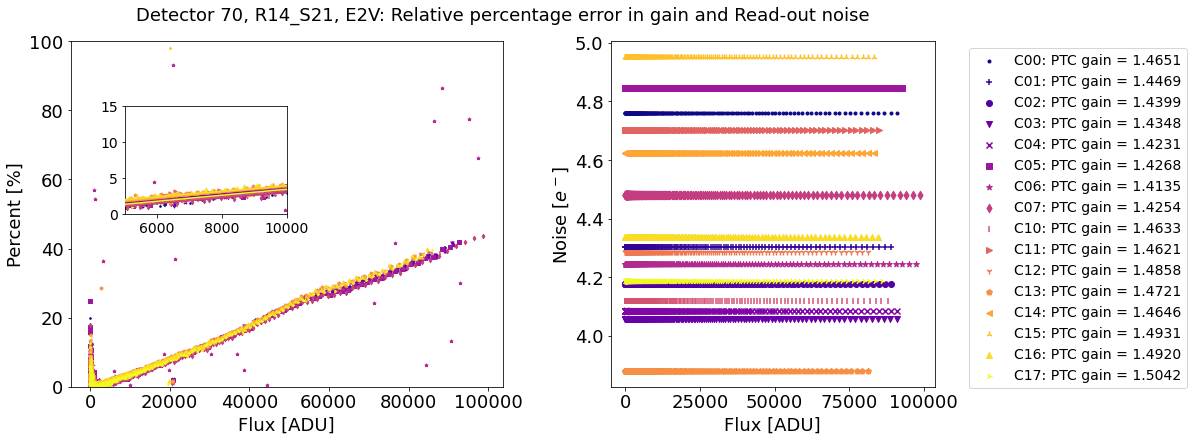 Detector 70, R14_S21, E2V: Relative percentage error in gain and Read-out noise
Percent [%]
100
80
60
40
20
0
15
10
5
0
6000 8000 10000
0 20000 40000 60000 80000 100000
Flux [ADU]
Noise [e⁻]
5.0
4.8
4.6
4.4
4.2
4.0
0 25000 50000 75000 100000
Flux [ADU]
C00: PTC gain = 1.4651
C01: PTC gain = 1.4469
C02: PTC gain = 1.4399
C03: PTC gain = 1.4348
C04: PTC gain = 1.4231
C05: PTC gain = 1.4268
C06: PTC gain = 1.4135
C07: PTC gain = 1.4254
C10: PTC gain = 1.4633
C11: PTC gain = 1.4621
C12: PTC gain = 1.4858
C13: PTC gain = 1.4721
C14: PTC gain = 1.4646
C15: PTC gain = 1.4931
C16: PTC gain = 1.4920
C17: PTC gain = 1.5042